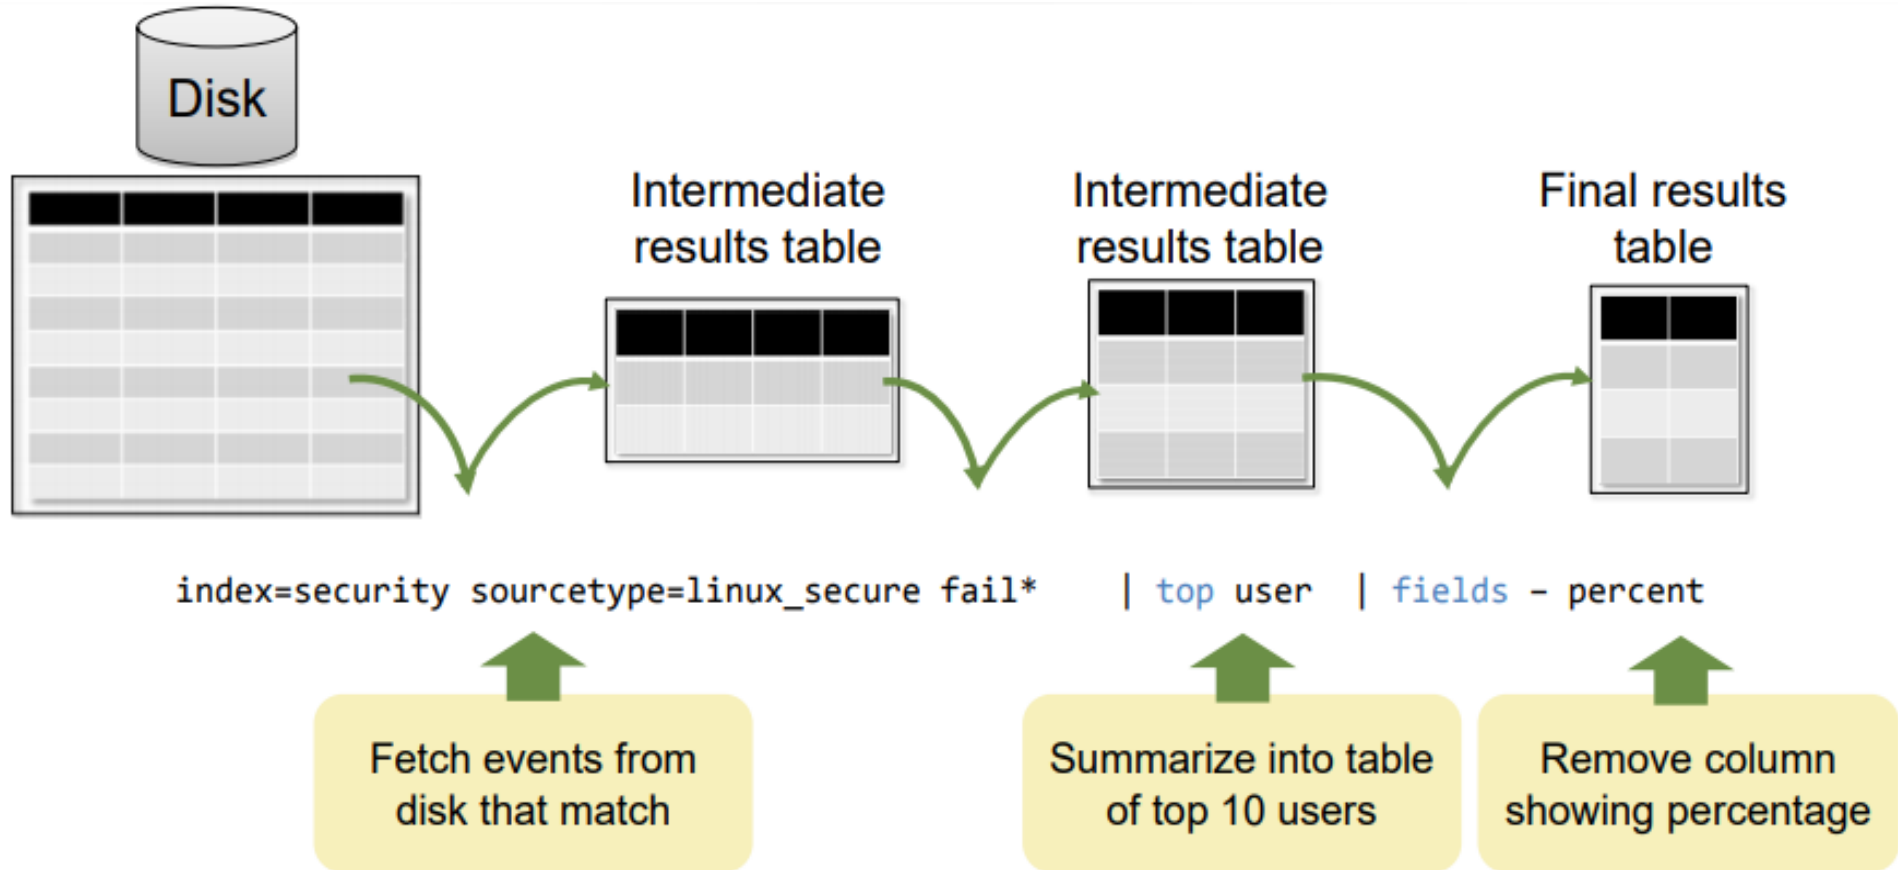 Disk
Intermediate
results table
Intermediate
results table
Final results
table
index=security sourcetype=linux_secure fail* | top user | fields – percent
Fetch events from
disk that match
Summarize into table
of top 10 users
Remove column
showing percentage